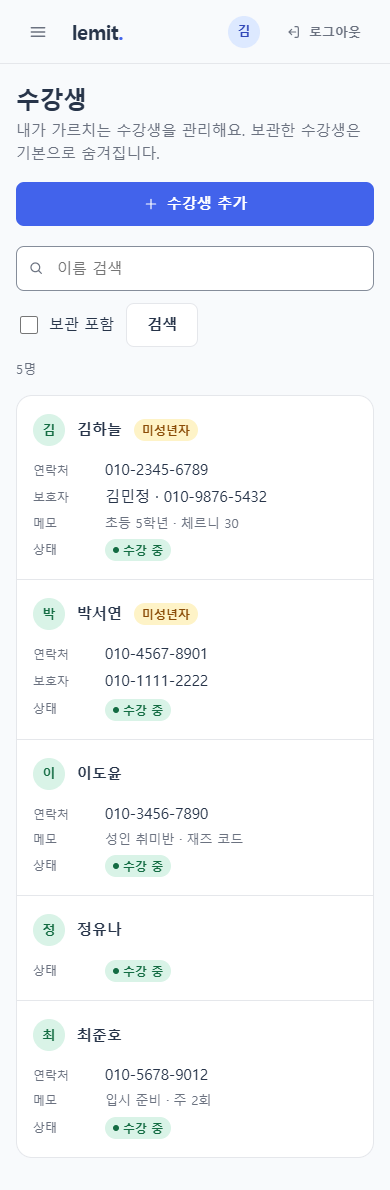 lemit.
김
로그아웃
수강생
내가 가르치는 수강생을 관리해요. 보관한 수강생은
기본으로 숨겨집니다.
+ 수강생 추가
이름 검색
보관 포함
검색
5명
김 김하늘 미성년자
연락처 010-2345-6789
보호자 김민정 · 010-9876-5432
메모 초등 5학년 · 체르니 30
상태 수강 중
박 박서연 미성년자
연락처 010-4567-8901
보호자 010-1111-2222
상태 수강 중
이 이도윤
연락처 010-3456-7890
메모 성인 취미반 · 재즈 코드
상태 수강 중
정 정유나
상태 수강 중
최 최준호
연락처 010-5678-9012
메모 입시 준비 · 주 2회
상태 수강 중